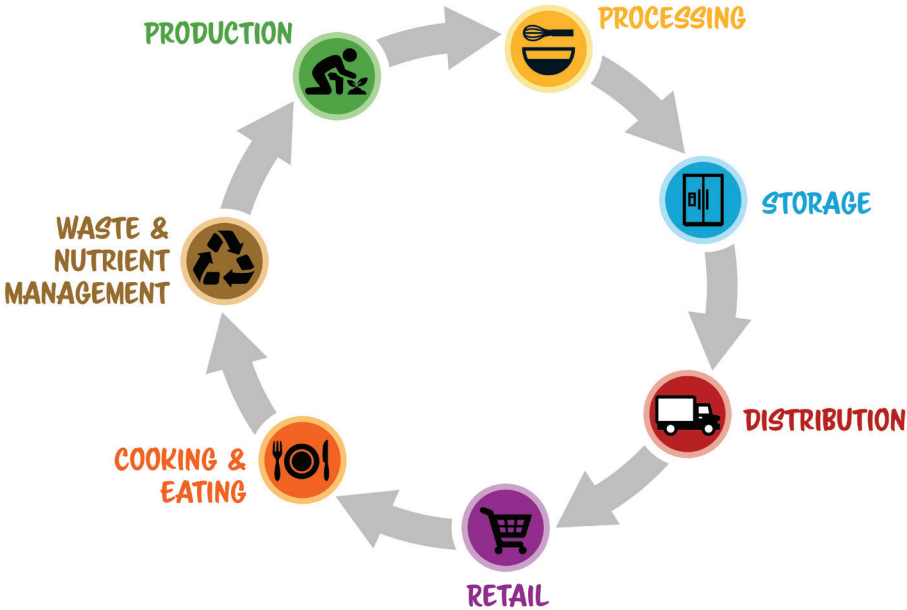 PRODUCTION
PROCESSING
STORAGE
DISTRIBUTION
RETAIL
COOKING &
EATING
WASTE &
NUTRIENT
MANAGEMENT